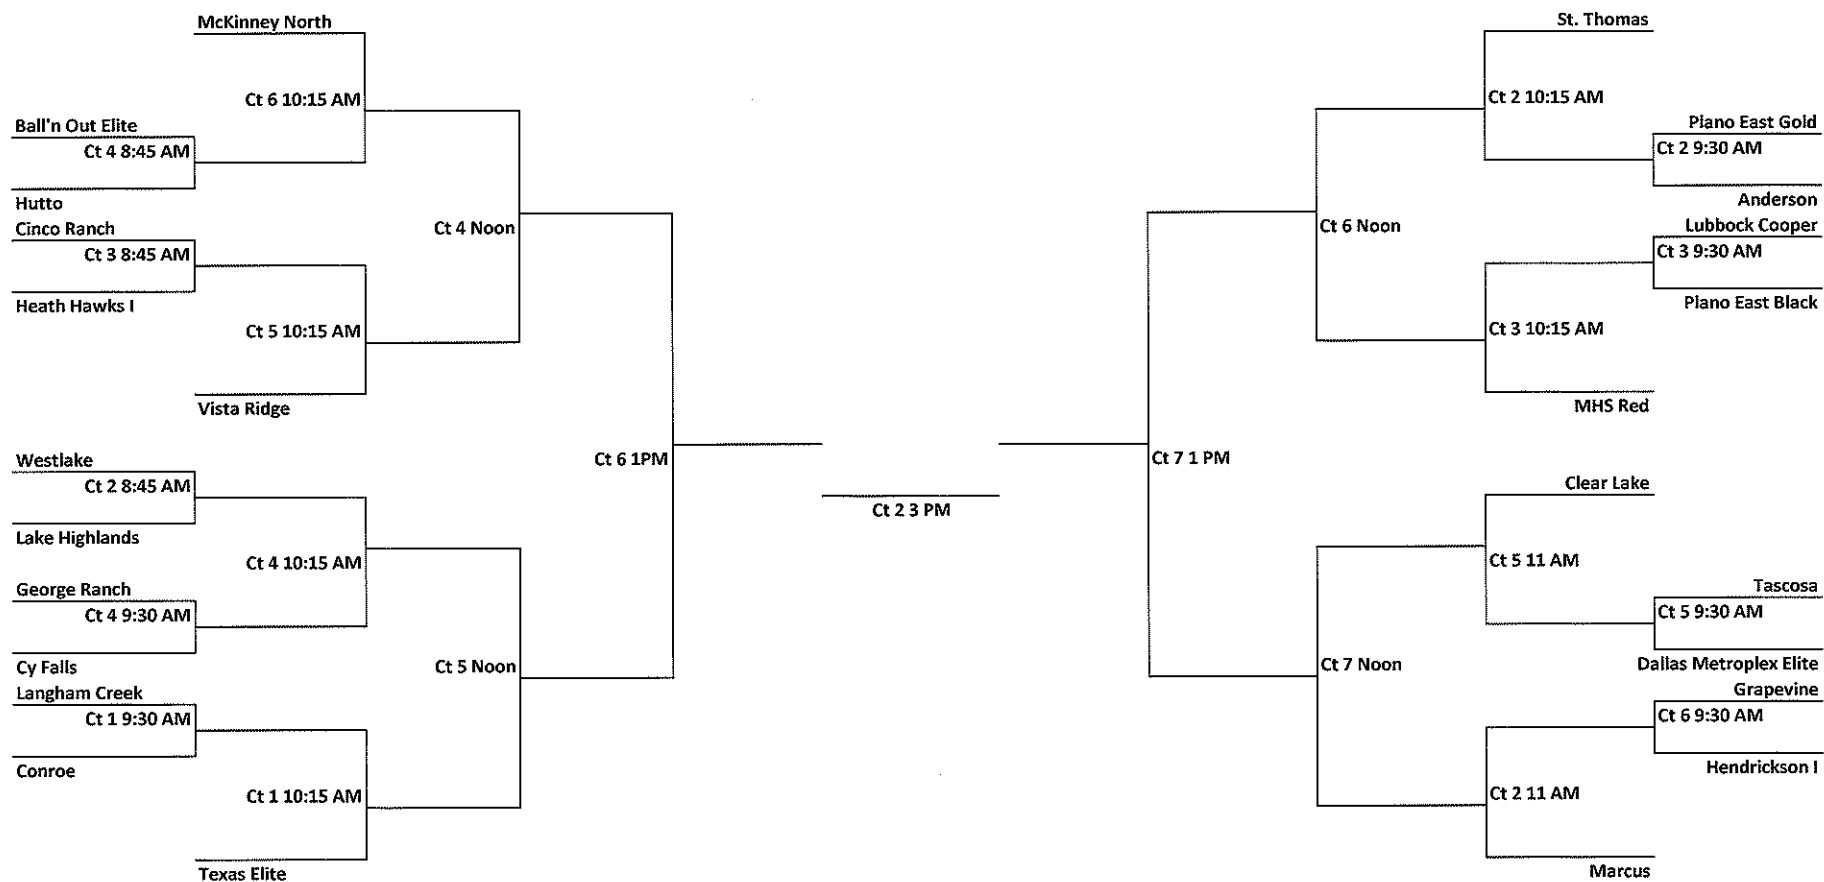 McKinney North
Ct 6 10:15 AM
Ball'n Out Elite
Ct 4 8:45 AM
Hutto
Cinco Ranch
Ct 3 8:45 AM
Heath Hawks I
Ct 5 10:15 AM
Vista Ridge
Ct 4 Noon
Westlake
Ct 2 8:45 AM
Lake Highlands
Ct 4 10:15 AM
George Ranch
Ct 4 9:30 AM
Cy Falls
Langham Creek
Ct 1 9:30 AM
Conroe
Ct 1 10:15 AM
Texas Elite
Ct 5 Noon
Ct 6 1PM
Ct 2 3 PM
St. Thomas
Ct 2 10:15 AM
Plano East Gold
Ct 2 9:30 AM
Anderson
Lubbock Cooper
Ct 3 9:30 AM
Plano East Black
Ct 3 10:15 AM
MHS Red
Ct 6 Noon
Ct 7 1 PM
Clear Lake
Ct 5 11 AM
Tascosa
Ct 5 9:30 AM
Dallas Metroplex Elite
Grapevine
Ct 6 9:30 AM
Hendrickson I
Ct 2 11 AM
Marcus
Ct 7 Noon